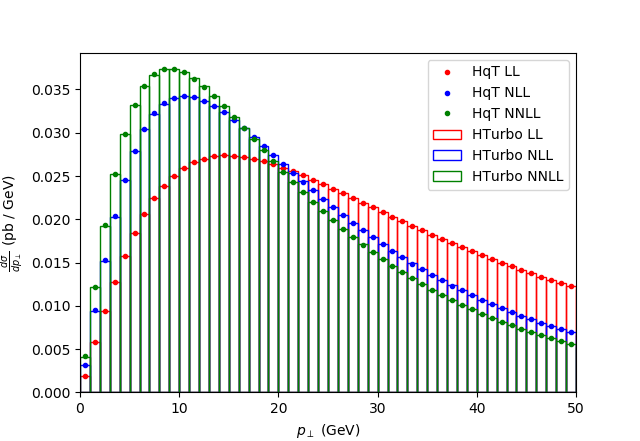 HqT LL
HqT NLL
HqT NNLL
HTurbo LL
HTurbo NLL
HTurbo NNLL
dσ/dp⊥ (pb / GeV)
0.035
0.030
0.025
0.020
0.015
0.010
0.005
0.000
0 10 20 30 40 50
p⊥ (GeV)